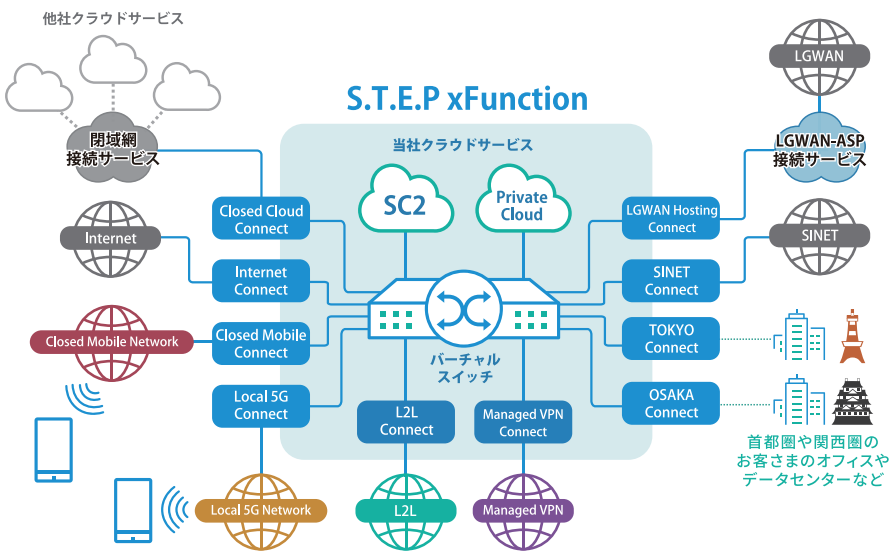 他社クラウドサービス
LGWAN
S.T.E.P xFunction
閉域網
接続サービス
当社クラウドサービス
LGWAN-ASP
接続サービス
SC2
Private
Cloud
Closed Cloud
Connect
LGWAN Hosting
Connect
Internet
SINET
Internet
Connect
SINET
Connect
Closed Mobile Network
Closed Mobile
Connect
TOKYO
Connect
バーチャル
スイッチ
Local 5G
Connect
L2L
Connect
Managed VPN
Connect
OSAKA
Connect
首都圏や関西圏の
お客さまのオフィスや
データセンターなど
Local 5G Network
L2L
Managed VPN